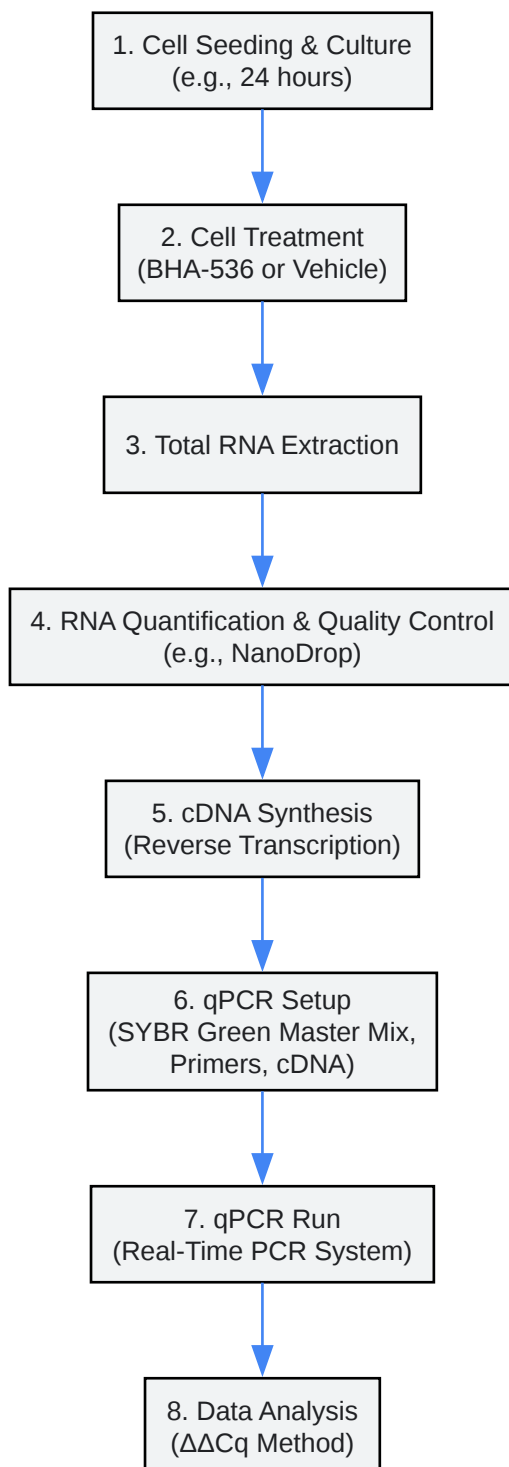 1. Cell Seeding & Culture
(e.g., 24 hours)
2. Cell Treatment
(BHA-536 or Vehicle)
3. Total RNA Extraction
4. RNA Quantification & Quality Control
(e.g., NanoDrop)
5. cDNA Synthesis
(Reverse Transcription)
6. qPCR Setup
(SYBR Green Master Mix,
Primers, cDNA)
7. qPCR Run
(Real-Time PCR System)
8. Data Analysis
(ΔΔCq Method)